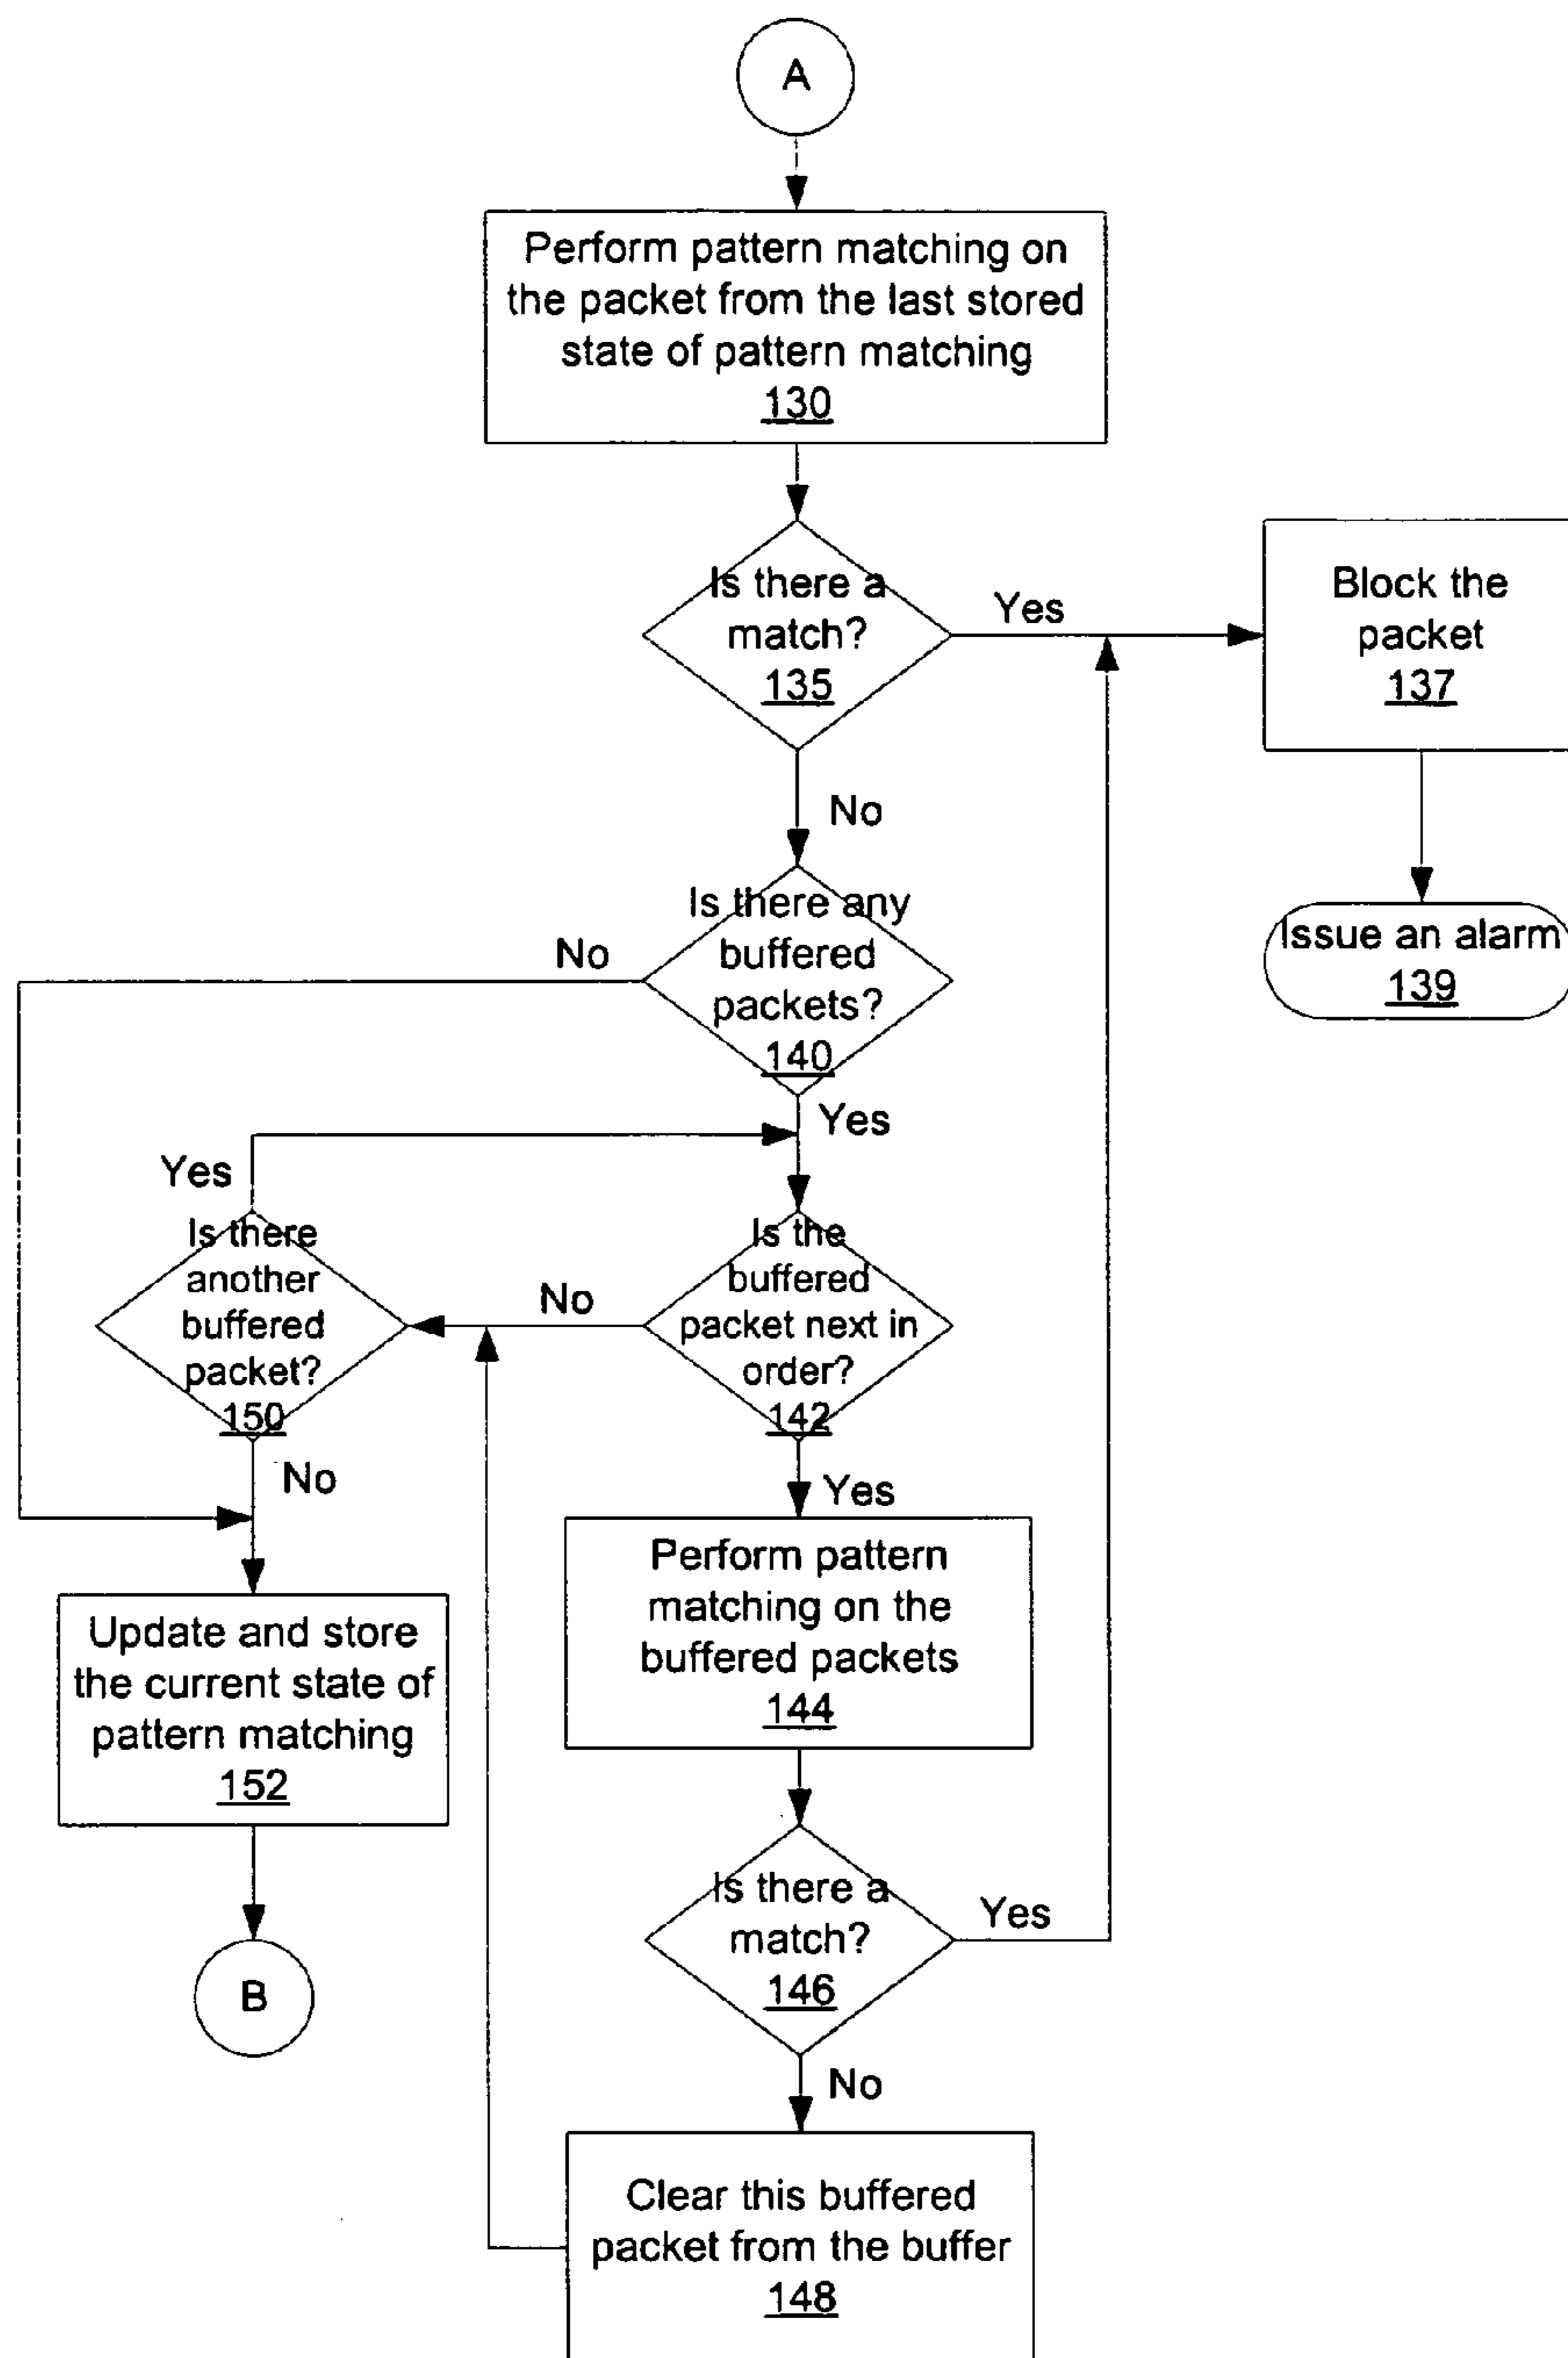 A
Perform pattern matching on
the packet from the last stored
state of pattern matching
130
Is there a
match?
135
Yes
Block the
packet
137
No
Issue an alarm
139
Is there any
buffered
packets?
140
No
Yes
Yes
Is there
another
buffered
packet?
150
No
Is the
buffered
packet next in
order?
142
No
Yes
Update and store
the current state of
pattern matching
152
Perform pattern
matching on the
buffered packets
144
B
Is there a
match?
146
Yes
No
Clear this buffered
packet from the buffer
148